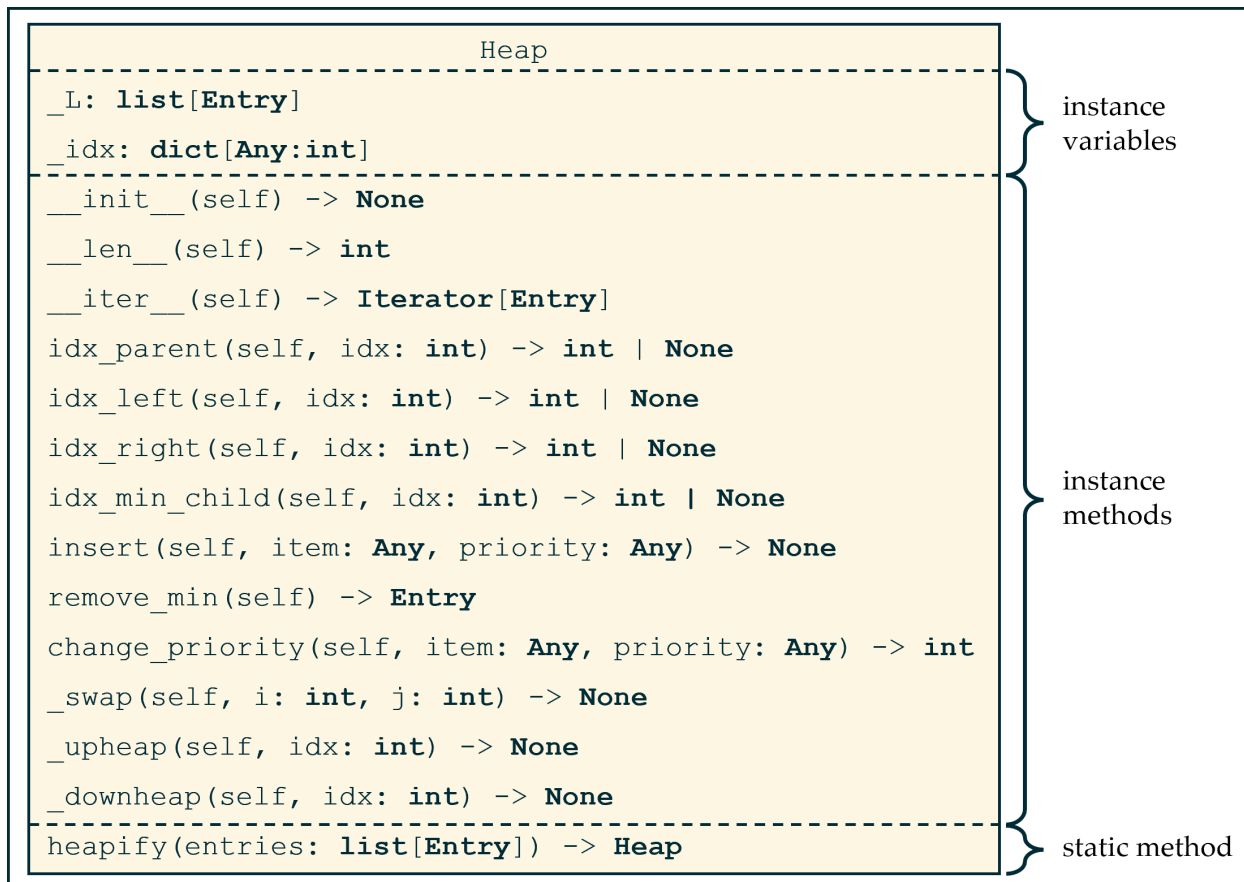 Heap
_L: list[Entry]
_idx: dict[Any:int]
instance
variables
__init__(self) -> None
__len__(self) -> int
__iter__(self) -> Iterator[Entry]
idx_parent(self, idx: int) -> int | None
idx_left(self, idx: int) -> int | None
idx_right(self, idx: int) -> int | None
idx_min_child(self, idx: int) -> int | None
insert(self, item: Any, priority: Any) -> None
remove_min(self) -> Entry
change_priority(self, item: Any, priority: Any) -> int
_swap(self, i: int, j: int) -> None
_upheap(self, idx: int) -> None
_downheap(self, idx: int) -> None
instance
methods
heapify(entries: list[Entry]) -> Heap
static method